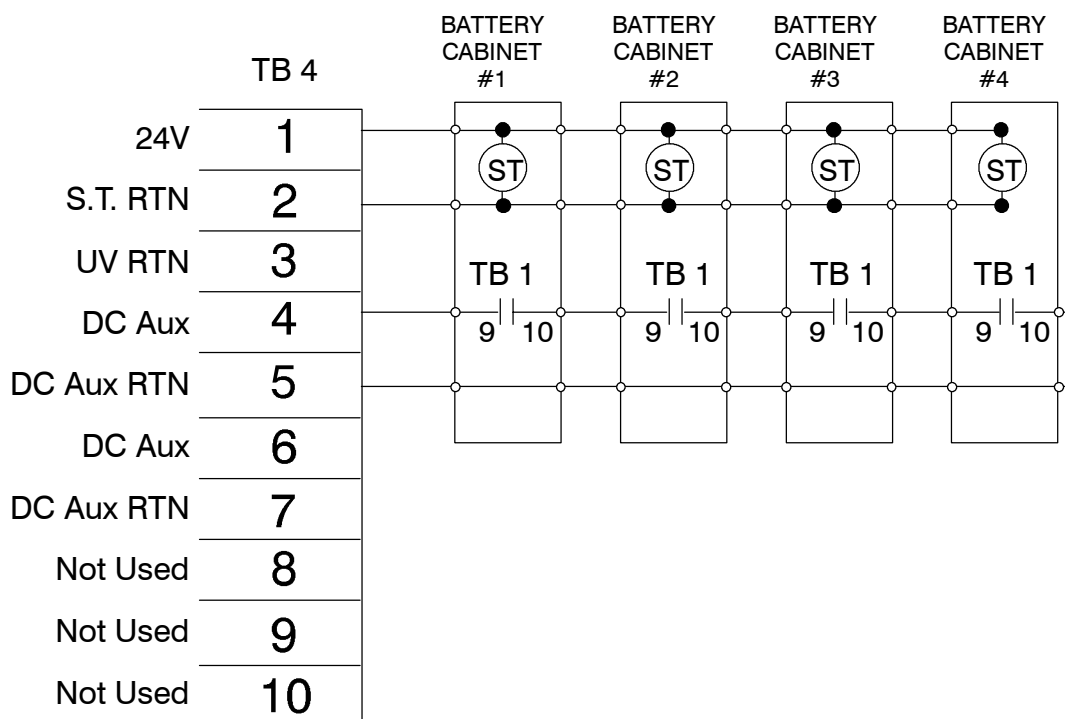 BATTERY
CABINET
#1
BATTERY
CABINET
#2
BATTERY
CABINET
#3
BATTERY
CABINET
#4
TB 4
24V 1
S.T. RTN 2
UV RTN 3
DC Aux 4
DC Aux RTN 5
DC Aux 6
DC Aux RTN 7
Not Used 8
Not Used 9
Not Used 10
ST ST ST ST
TB 1 TB 1 TB 1 TB 1
9 10 9 10 9 10 9 10